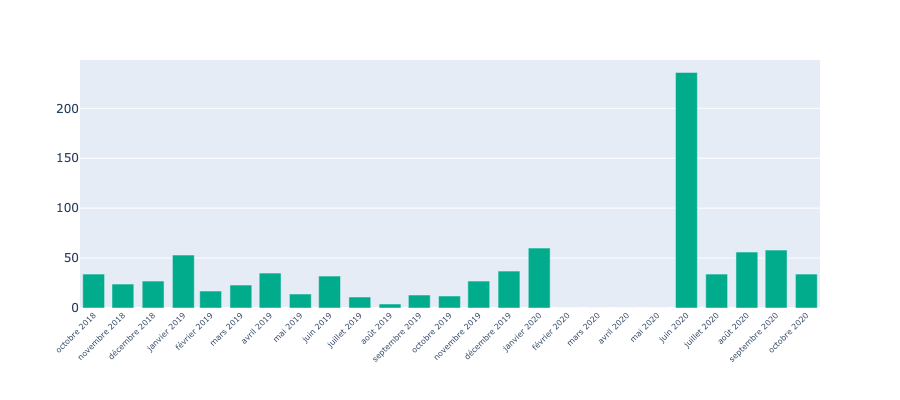 200
150
100
50
0
octobre 2018
novembre 2018
décembre 2018
janvier 2019
février 2019
mars 2019
avril 2019
mai 2019
juin 2019
juillet 2019
août 2019
septembre 2019
octobre 2019
novembre 2019
décembre 2019
janvier 2020
février 2020
mars 2020
avril 2020
mai 2020
juin 2020
juillet 2020
août 2020
septembre 2020
octobre 2020